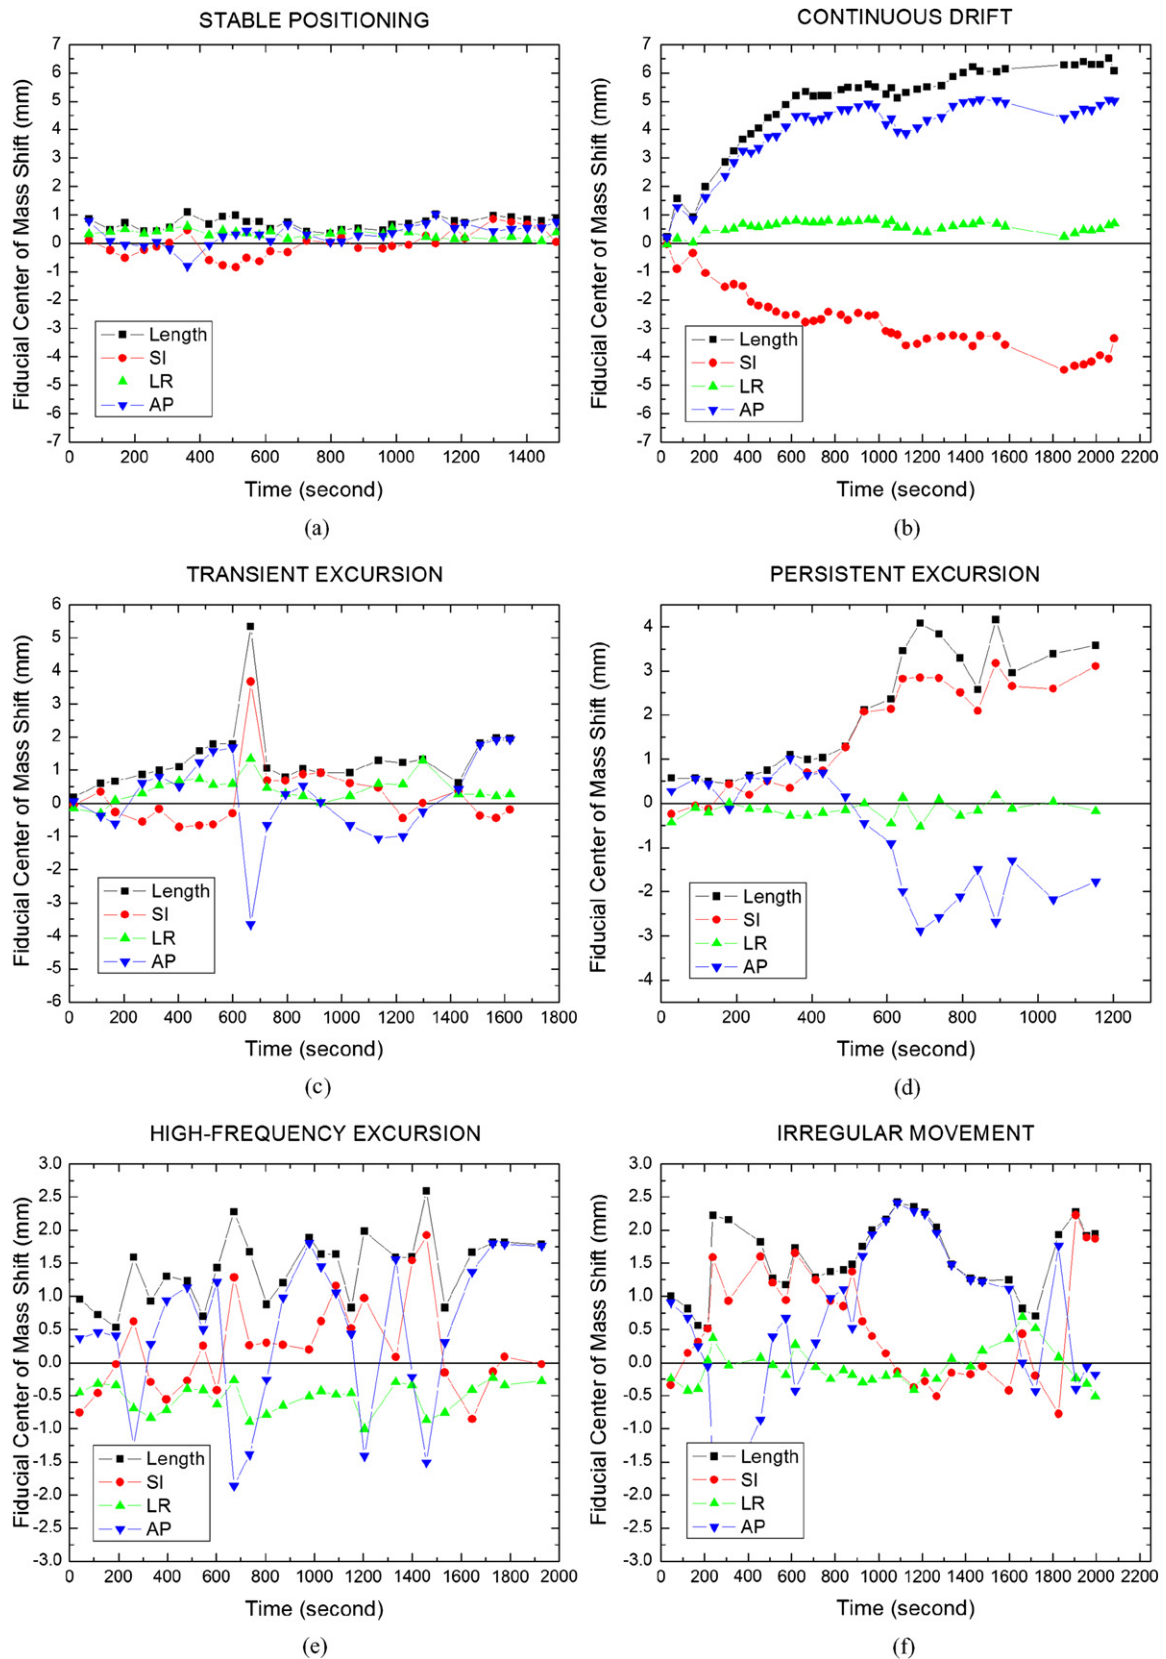 STABLE POSITIONING
Fiducial Center of Mass Shift (mm)
7
6
5
4
3
2
1
0
-1
-2
-3
-4
-5
-6
-7
Length
SI
LR
AP
0 200 400 600 800 1000 1200 1400
Time (second)
(a)
CONTINUOUS DRIFT
Fiducial Center of Mass Shift (mm)
7
6
5
4
3
2
1
0
-1
-2
-3
-4
-5
-6
-7
Length
SI
LR
AP
0 200 400 600 800 1000 1200 1400 1600 1800 2000 2200
Time (second)
(b)
TRANSIENT EXCURSION
Fiducial Center of Mass Shift (mm)
6
5
4
3
2
1
0
-1
-2
-3
-4
-5
-6
Length
SI
LR
AP
0 200 400 600 800 1000 1200 1400 1600 1800
Time (second)
(c)
PERSISTENT EXCURSION
Fiducial Center of Mass Shift (mm)
4
3
2
1
0
-1
-2
-3
-4
Length
SI
LR
AP
0 200 400 600 800 1000 1200
Time (second)
(d)
HIGH-FREQUENCY EXCURSION
Fiducial Center of Mass Shift (mm)
3.0
2.5
2.0
1.5
1.0
0.5
0.0
-0.5
-1.0
-1.5
-2.0
-2.5
-3.0
Length
SI
LR
AP
0 200 400 600 800 1000 1200 1400 1600 1800 2000
Time (second)
(e)
IRREGULAR MOVEMENT
Fiducial Center of Mass Shift (mm)
3.0
2.5
2.0
1.5
1.0
0.5
0.0
-0.5
-1.0
-1.5
-2.0
-2.5
-3.0
Length
SI
LR
AP
0 200 400 600 800 1000 1200 1400 1600 1800 2000 2200
Time (second)
(f)